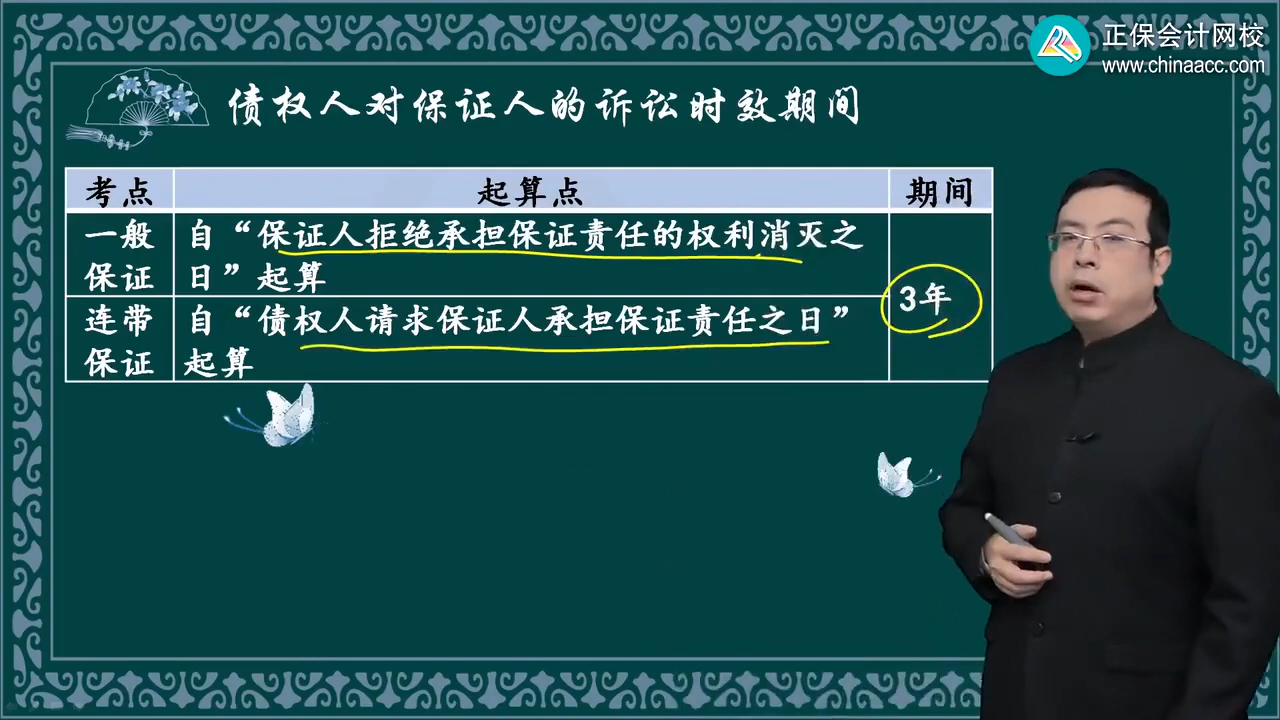 正保会计网校
www.chinaacc.com
债权人对保证人的诉讼时效期间
考点
起算点
期间
一般
保证
自“保证人拒绝承担保证责任的权利消灭之
日”起算
3年
连带
保证
自“债权人请求保证人承担保证责任之日”
起算